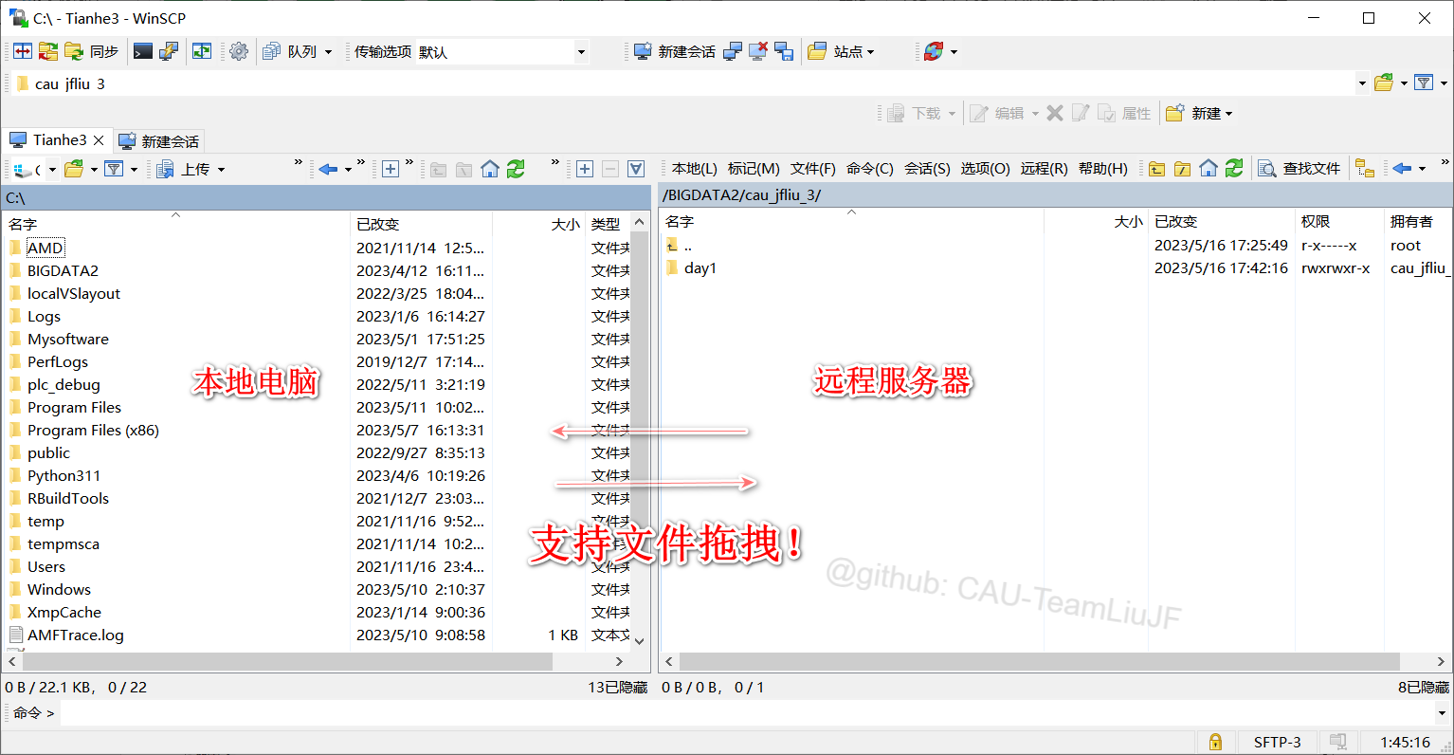 C:\ - Tianhe3 - WinSCP
同步 队列 传输选项 默认 新建会话 站点
cau_jfliu_3
下载 编辑 属性 新建
Tianhe3 新建会话
上传 本地(L) 标记(M) 文件(F) 命令(C) 会话(S) 选项(O) 远程(R) 帮助(H) 查找文件
C:\
/BIGDATA2/cau_jfliu_3/
名字 已改变 大小 类型
AMD 2021/11/14 12:5... 文件夹
BIGDATA2 2023/4/12 16:11... 文件夹
localVSlayout 2022/3/25 18:04... 文件夹
Logs 2023/1/6 16:14:27 文件夹
Mysoftware 2023/5/1 17:51:25 文件夹
PerfLogs 2019/12/7 17:14... 文件夹
plc_debug 2022/5/11 3:21:19 文件夹
Program Files 2023/5/11 10:02... 文件夹
Program Files (x86) 2023/5/7 16:13:31 文件夹
public 2022/9/27 8:35:13 文件夹
Python311 2023/4/6 10:19:26 文件夹
RBuildTools 2021/12/7 23:03... 文件夹
temp 2021/11/16 9:52... 文件夹
tempmsca 2021/11/14 10:2... 文件夹
Users 2021/11/16 23:4... 文件夹
Windows 2023/5/10 2:10:37 文件夹
XmpCache 2023/1/14 9:00:36 文件夹
AMFTrace.log 2023/5/10 9:08:58 1 KB 文本文
名字 大小 已改变 权限 拥有者
.. 2023/5/16 17:25:49 r-x-----x root
day1 2023/5/16 17:42:16 rwxrwxr-x cau_jfliu_
本地电脑
远程服务器
支持文件拖拽！
@github: CAU-TeamLiuJF
0 B / 22.1 KB， 0 / 22 13已隐藏
0 B / 0 B， 0 / 1 8已隐藏
命令 >
SFTP-3 1:45:16